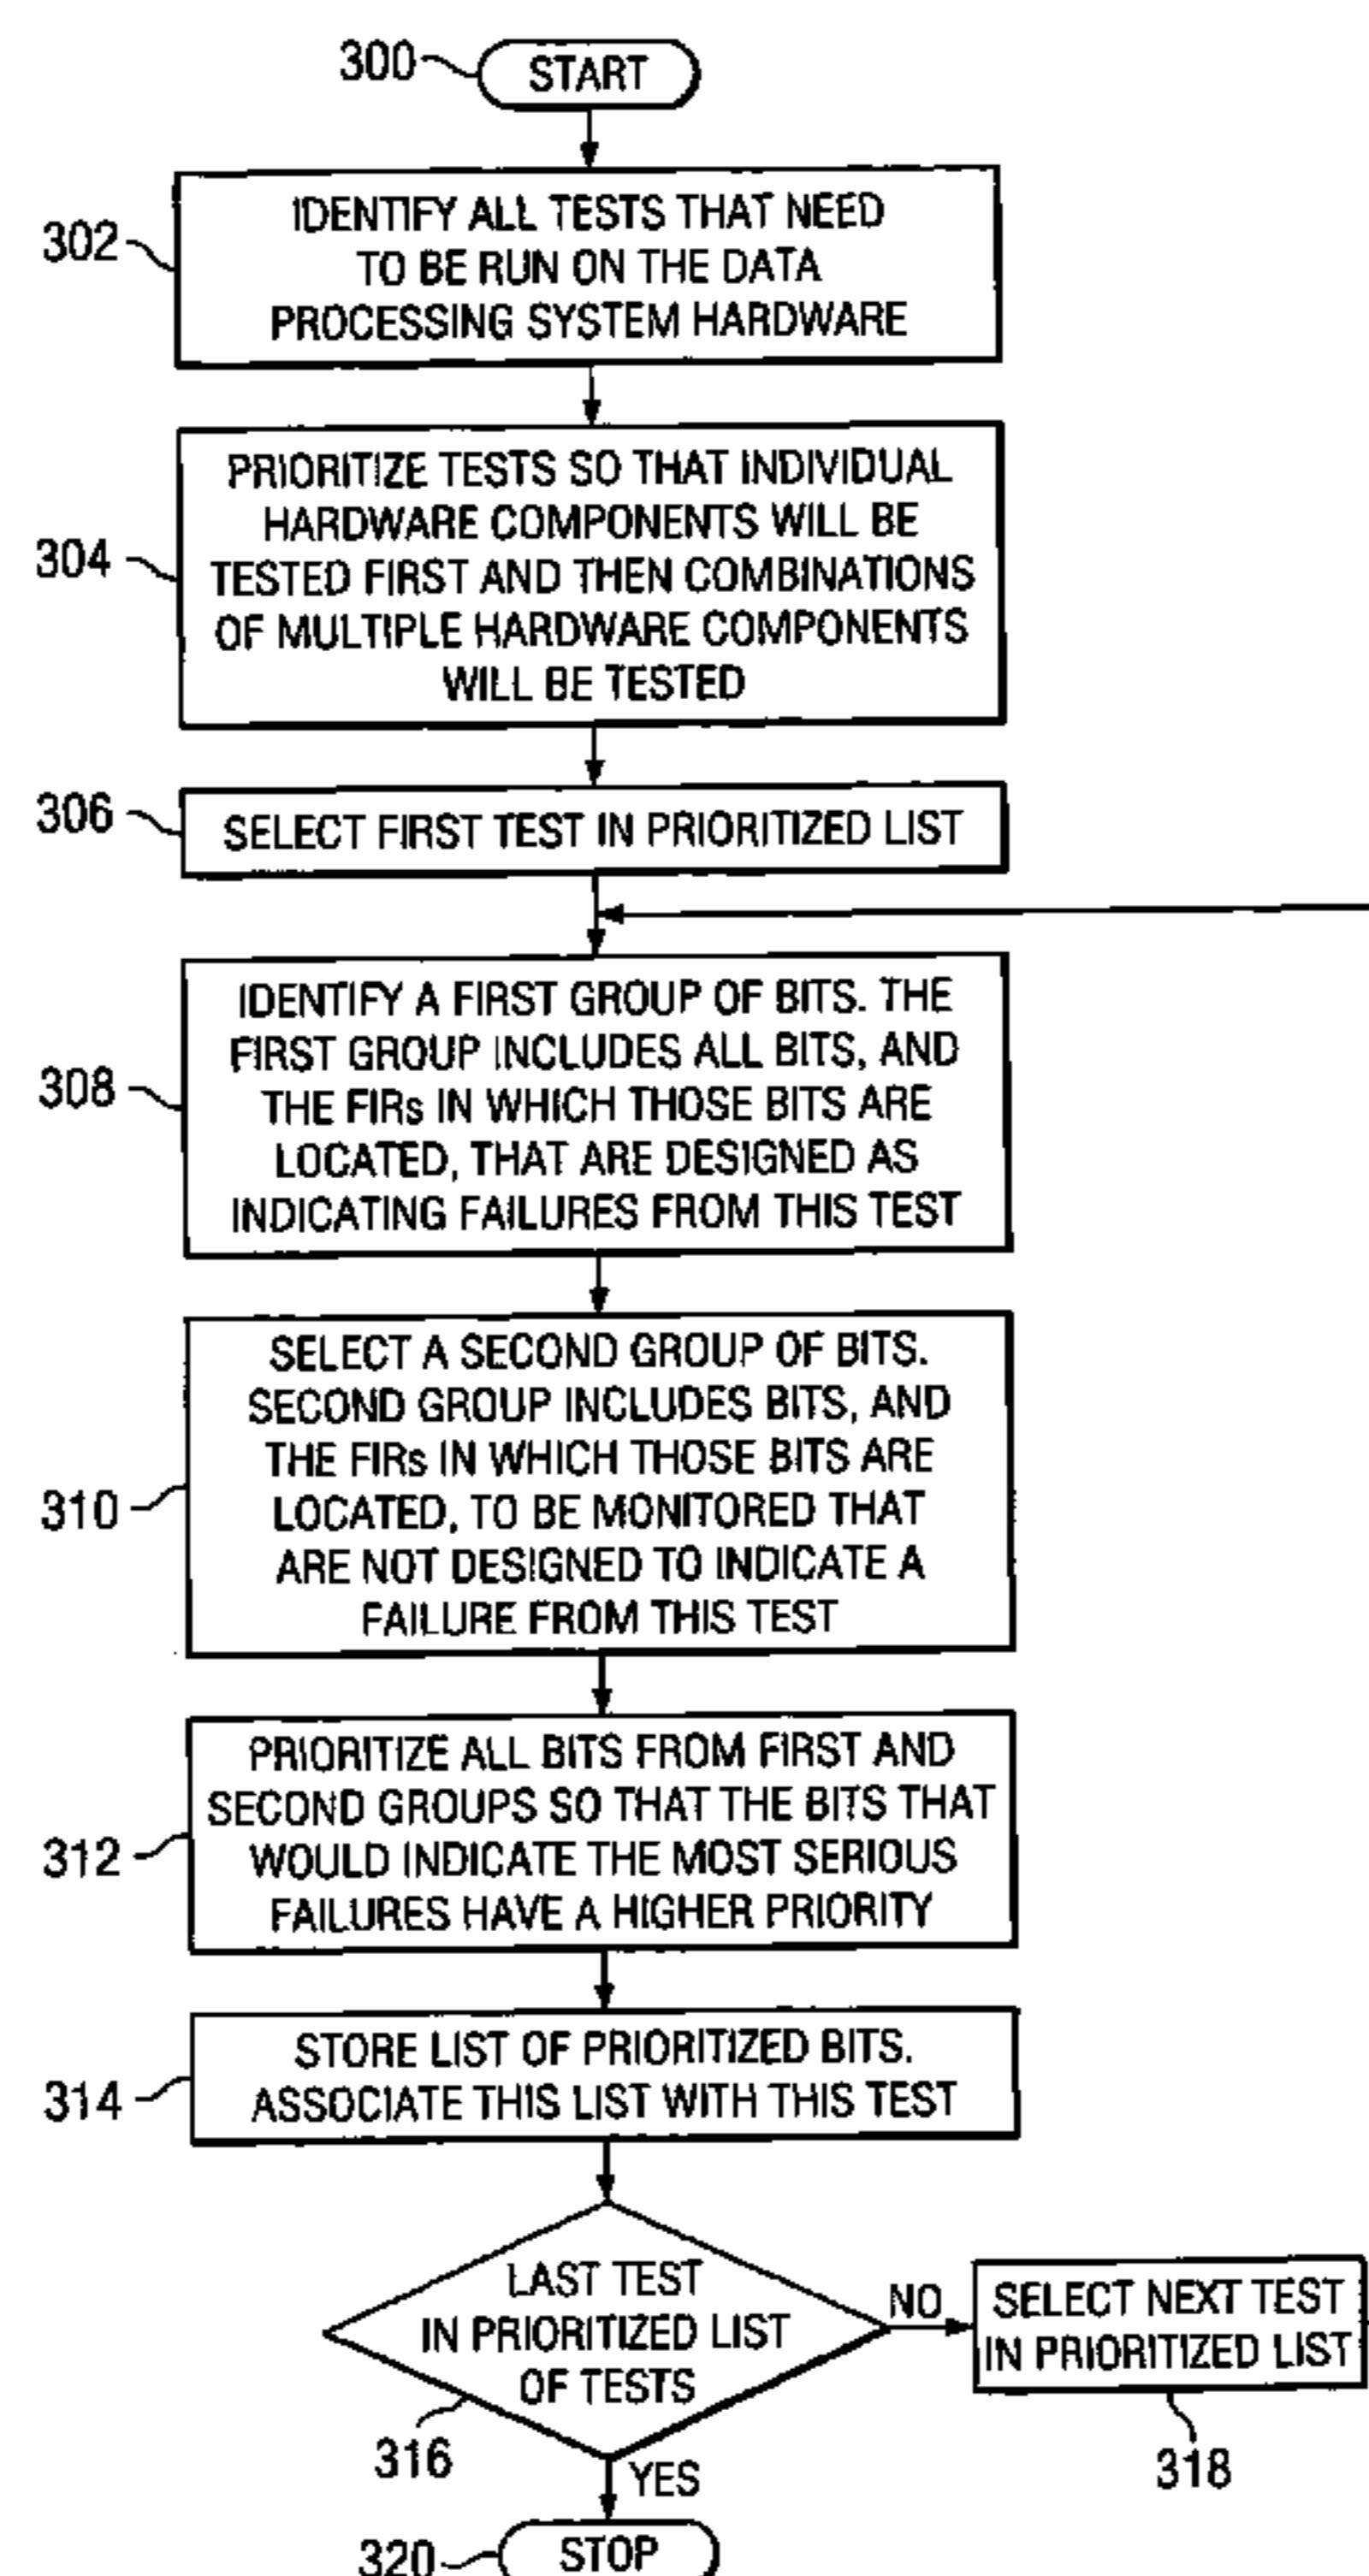 300
START
302
IDENTIFY ALL TESTS THAT NEED
TO BE RUN ON THE DATA
PROCESSING SYSTEM HARDWARE
304
PRIORITIZE TESTS SO THAT INDIVIDUAL
HARDWARE COMPONENTS WILL BE
TESTED FIRST AND THEN COMBINATIONS
OF MULTIPLE HARDWARE COMPONENTS
WILL BE TESTED
306
SELECT FIRST TEST IN PRIORITIZED LIST
308
IDENTIFY A FIRST GROUP OF BITS. THE
FIRST GROUP INCLUDES ALL BITS, AND
THE FIRs IN WHICH THOSE BITS ARE
LOCATED, THAT ARE DESIGNED AS
INDICATING FAILURES FROM THIS TEST
310
SELECT A SECOND GROUP OF BITS.
SECOND GROUP INCLUDES BITS, AND
THE FIRs IN WHICH THOSE BITS ARE
LOCATED, TO BE MONITORED THAT
ARE NOT DESIGNED TO INDICATE A
FAILURE FROM THIS TEST
312
PRIORITIZE ALL BITS FROM FIRST AND
SECOND GROUPS SO THAT THE BITS THAT
WOULD INDICATE THE MOST SERIOUS
FAILURES HAVE A HIGHER PRIORITY
314
STORE LIST OF PRIORITIZED BITS.
ASSOCIATE THIS LIST WITH THIS TEST
LAST TEST
IN PRIORITIZED LIST
OF TESTS
316
NO
SELECT NEXT TEST
IN PRIORITIZED LIST
318
YES
320
STOP